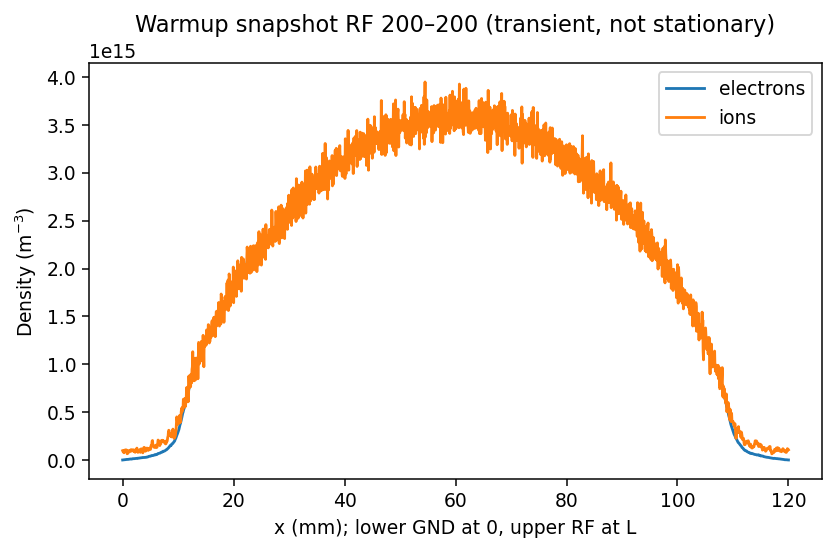 Warmup snapshot RF 200–200 (transient, not stationary)
1e15
electrons
ions
4.0
3.5
3.0
2.5
2.0
1.5
1.0
0.5
0.0
Density (m⁻³)
0 20 40 60 80 100 120
x (mm); lower GND at 0, upper RF at L